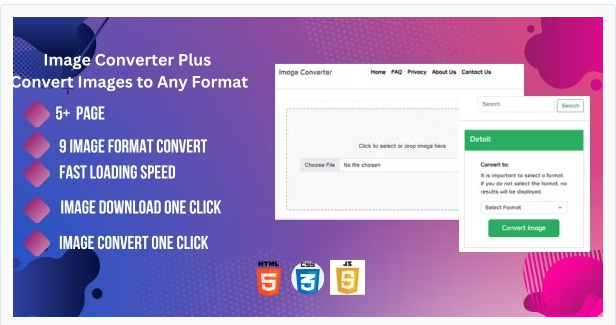 Image Converter Plus
Convert Images to Any Format
5+ PAGE
9 IMAGE FORMAT CONVERT
FAST LOADING SPEED
IMAGE DOWNLOAD ONE CLICK
IMAGE CONVERT ONE CLICK
Image Converter Home FAQ Privacy About Us Contact Us
Click to select or drop image here
Choose File No file chosen
Search Search
Detail:
Convert to:
It is important to select a format.
If you do not select the format, no
results will be displayed.
Select Format
Convert Image
HTML CSS JS
5 3 5